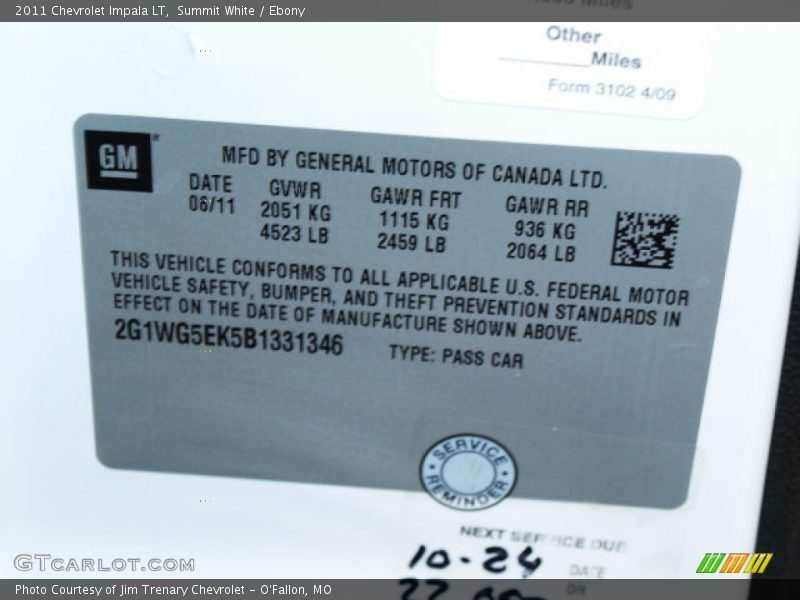 2011 Chevrolet Impala LT, Summit White / Ebony
Miles
Other
______Miles
Form 3102 4/09
GM
MFD BY GENERAL MOTORS OF CANADA LTD.
DATE GVWR GAWR FRT GAWR RR
06/11 2051 KG 1115 KG 936 KG
4523 LB 2459 LB 2064 LB
THIS VEHICLE CONFORMS TO ALL APPLICABLE U.S. FEDERAL MOTOR
VEHICLE SAFETY, BUMPER, AND THEFT PREVENTION STANDARDS IN
EFFECT ON THE DATE OF MANUFACTURE SHOWN ABOVE.
2G1WG5EK5B1331346 TYPE: PASS CAR
SERVICE REMINDER
NEXT SERVICE DUE
10-24
DATE
OR
GTCARLOT.COM
Photo Courtesy of Jim Trenary Chevrolet - O'Fallon, MO